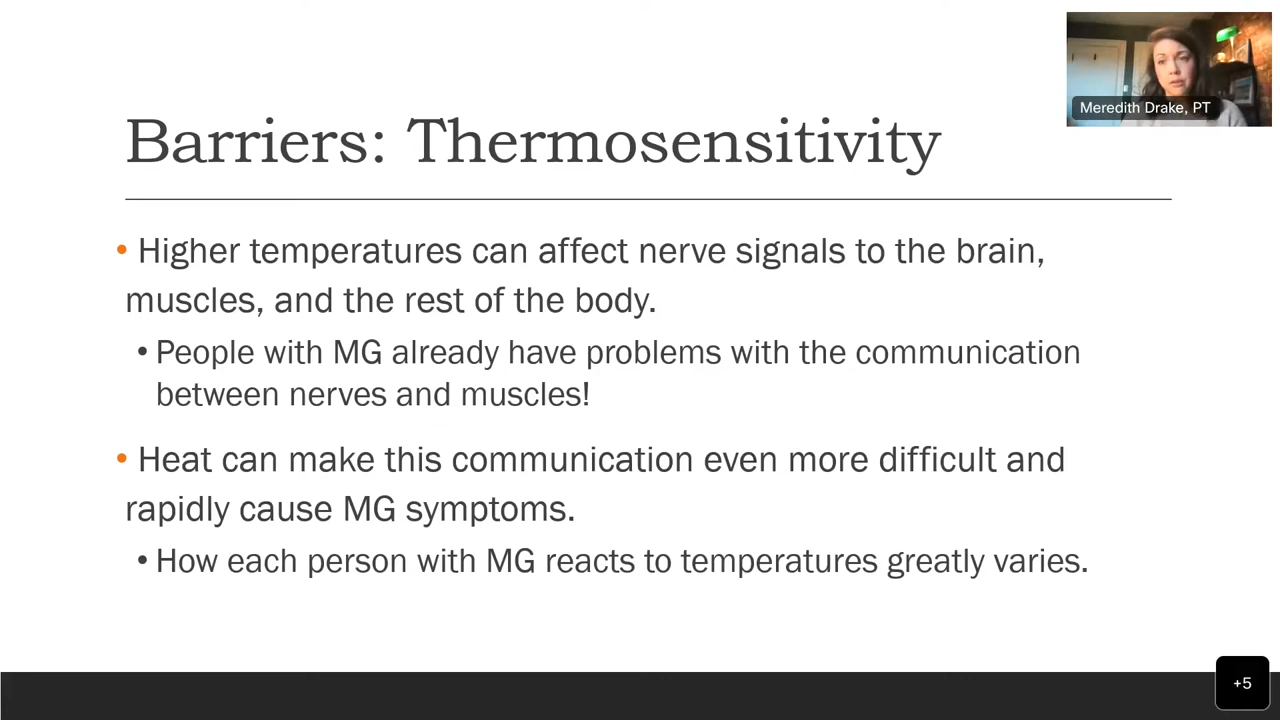 Meredith Drake, PT
Barriers: Thermosensitivity
• Higher temperatures can affect nerve signals to the brain,
muscles, and the rest of the body.
• People with MG already have problems with the communication
between nerves and muscles!
• Heat can make this communication even more difficult and
rapidly cause MG symptoms.
• How each person with MG reacts to temperatures greatly varies.
+5